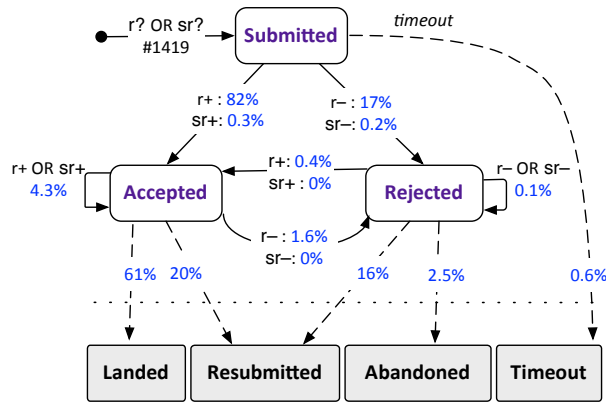 r? OR sr?
#1419
Submitted
timeout
r+ : 82%
sr+: 0.3%
r– : 17%
sr–: 0.2%
r+ OR sr+
4.3%
Accepted
r+: 0.4%
sr+ : 0%
Rejected
r– OR sr–
0.1%
r–: 1.6%
sr–: 0%
61%
20%
16%
2.5%
0.6%
Landed
Resubmitted
Abandoned
Timeout